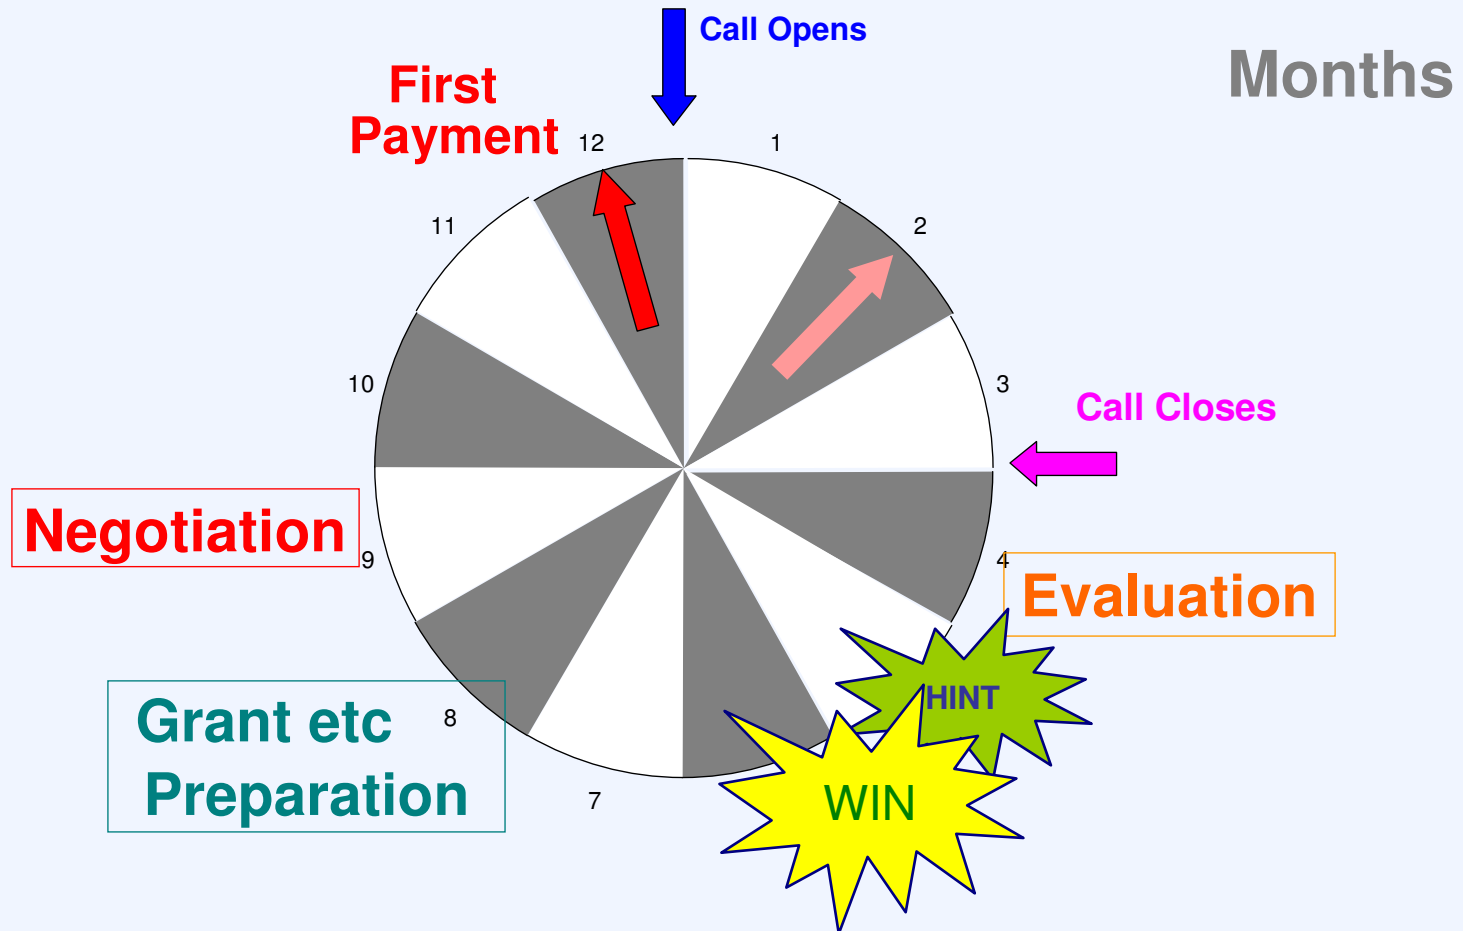 Call Opens
Months
First
Payment
12
1
11
2
10
3
Call Closes
Negotiation
9
4
Evaluation
HINT
Grant etc
Preparation
8
7
WIN